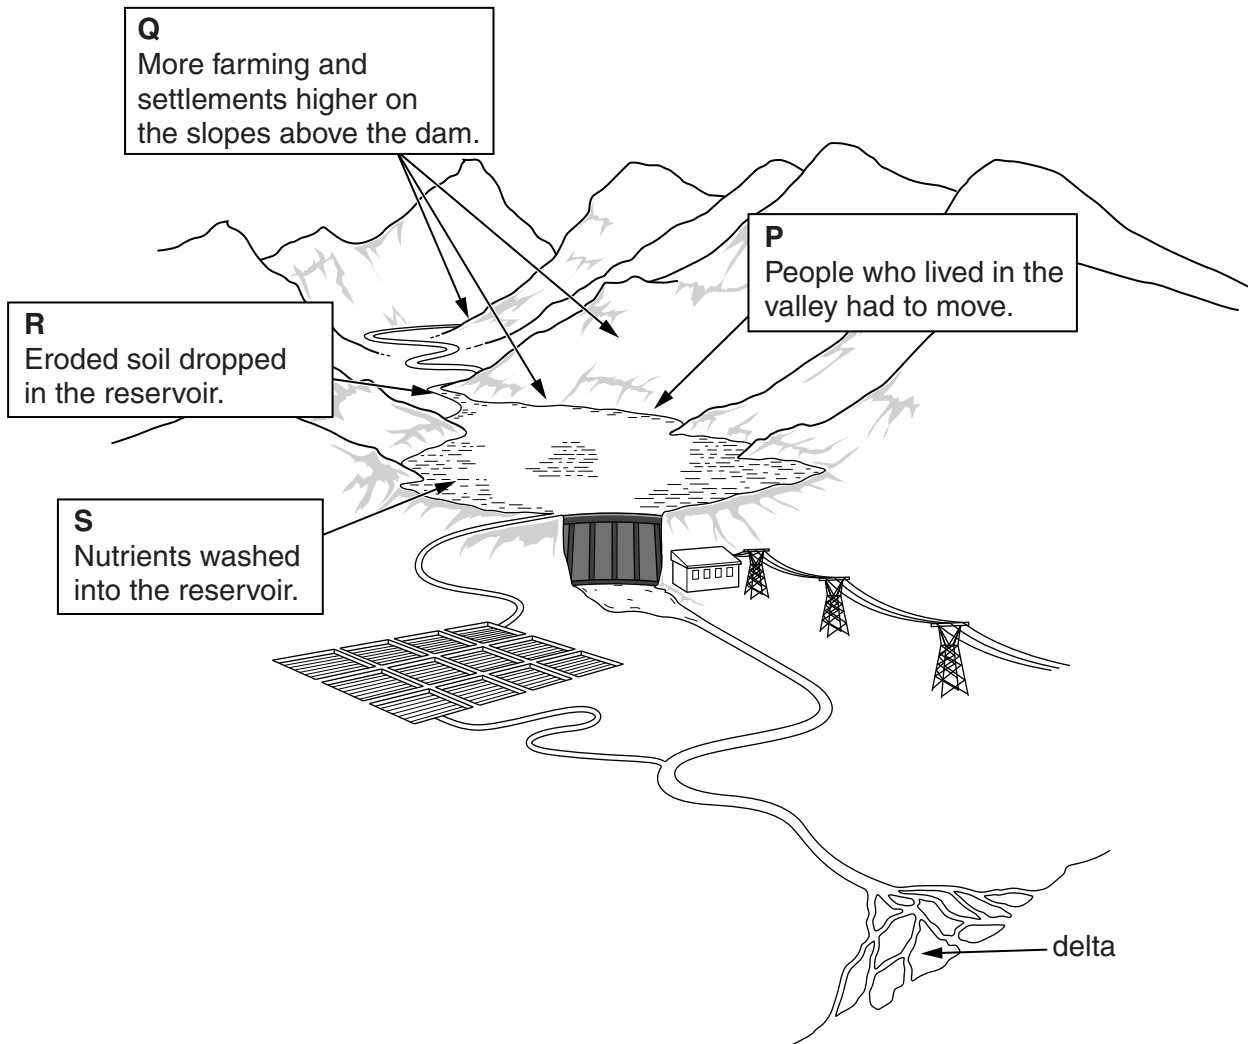 Q
More farming and
settlements higher on
the slopes above the dam.
P
People who lived in the
valley had to move.
R
Eroded soil dropped
in the reservoir.
S
Nutrients washed
into the reservoir.
delta